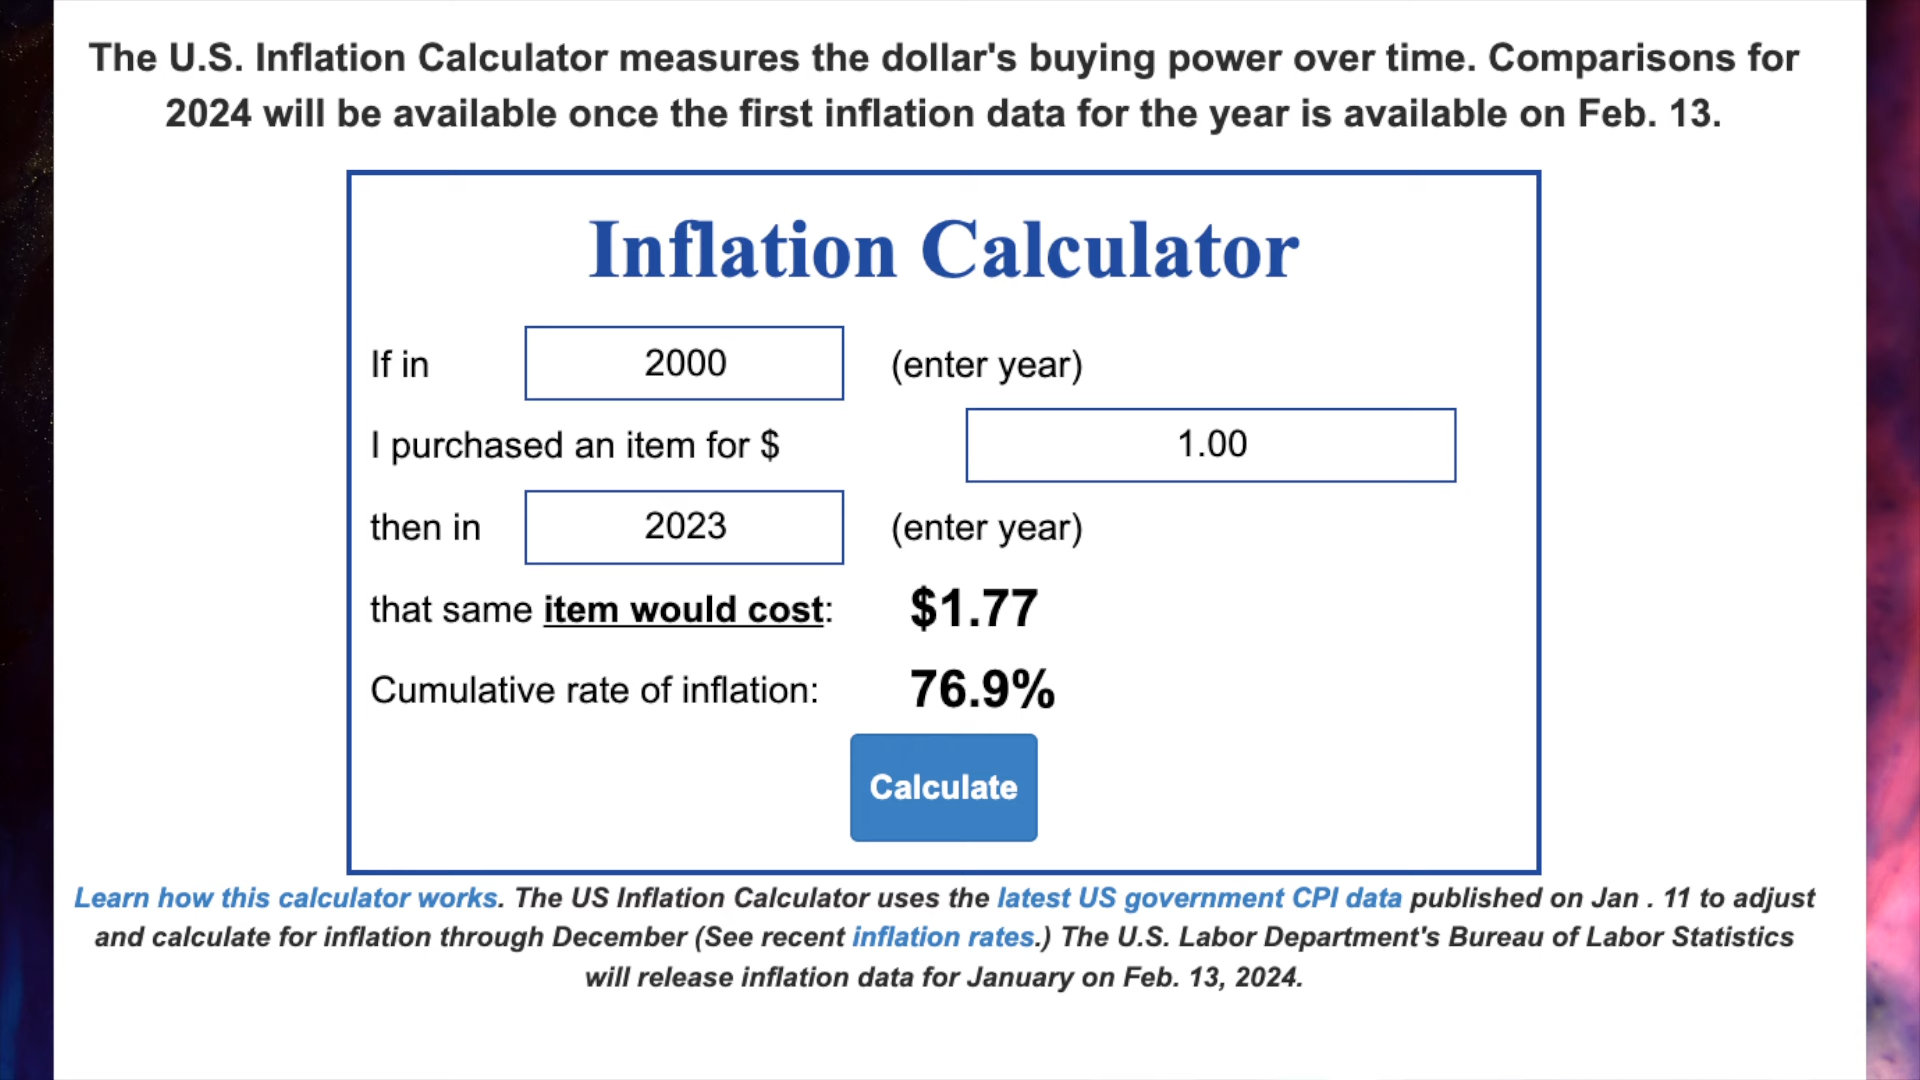 The U.S. Inflation Calculator measures the dollar's buying power over time. Comparisons for
2024 will be available once the first inflation data for the year is available on Feb. 13.
Inflation Calculator
If in 2000 (enter year)
I purchased an item for $ 1.00
then in 2023 (enter year)
that same item would cost: $1.77
Cumulative rate of inflation: 76.9%
Calculate
Learn how this calculator works. The US Inflation Calculator uses the latest US government CPI data published on Jan . 11 to adjust
and calculate for inflation through December (See recent inflation rates.) The U.S. Labor Department's Bureau of Labor Statistics
will release inflation data for January on Feb. 13, 2024.